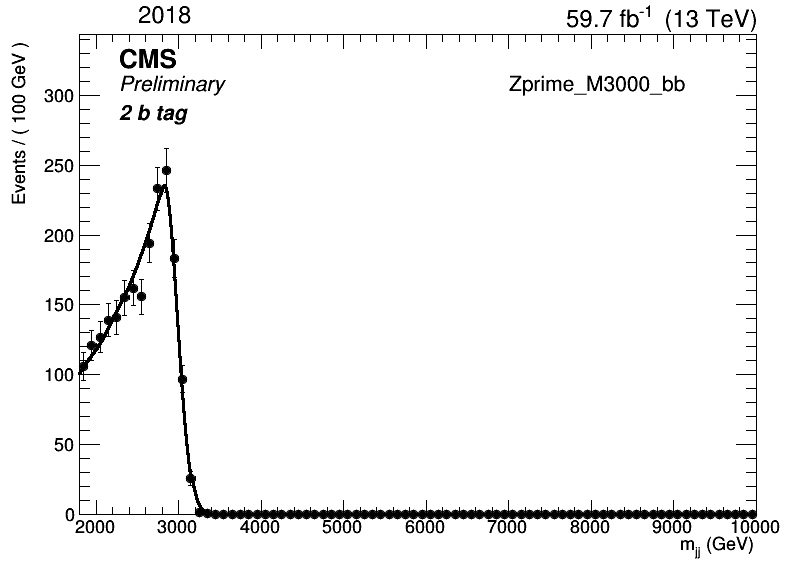 2018 59.7 fb⁻¹ (13 TeV)
CMS
Preliminary
2 b tag
Zprime_M3000_bb
Events / ( 100 GeV )
300
250
200
150
100
50
0
2000 3000 4000 5000 6000 7000 8000 9000 10000
m_jj (GeV)